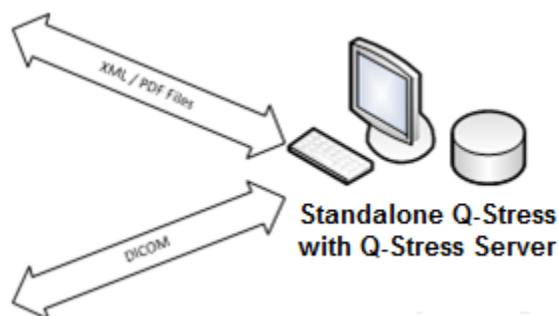 XML / PDF Files
Standalone Q-Stress
with Q-Stress Server
DICOM